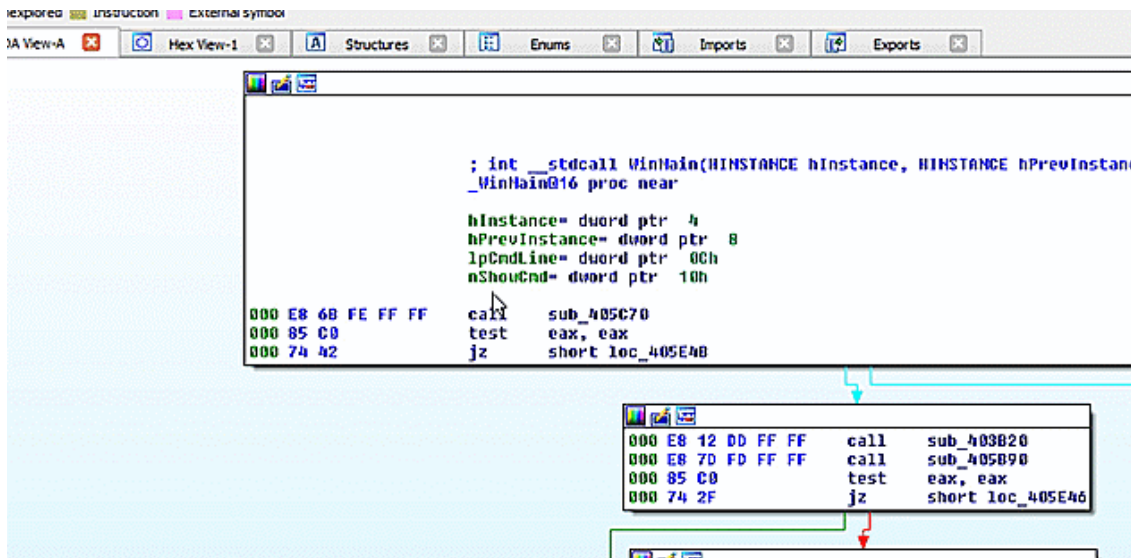 nexplored Instruction External symbol
DA View-A Hex View-1 Structures Enums Imports Exports
; int __stdcall WinMain(HINSTANCE hInstance, HINSTANCE hPrevInstanc
_WinMain@16 proc near
hInstance= dword ptr 4
hPrevInstance= dword ptr 8
lpCmdLine= dword ptr 0Ch
nShowCmd= dword ptr 10h
000 E8 6B FE FF FF call sub_405C70
000 85 C0 test eax, eax
000 74 42 jz short loc_405E4B
000 E8 12 DD FF FF call sub_403B20
000 E8 7D FD FF FF call sub_405B90
000 85 C0 test eax, eax
000 74 2F jz short loc_405E46